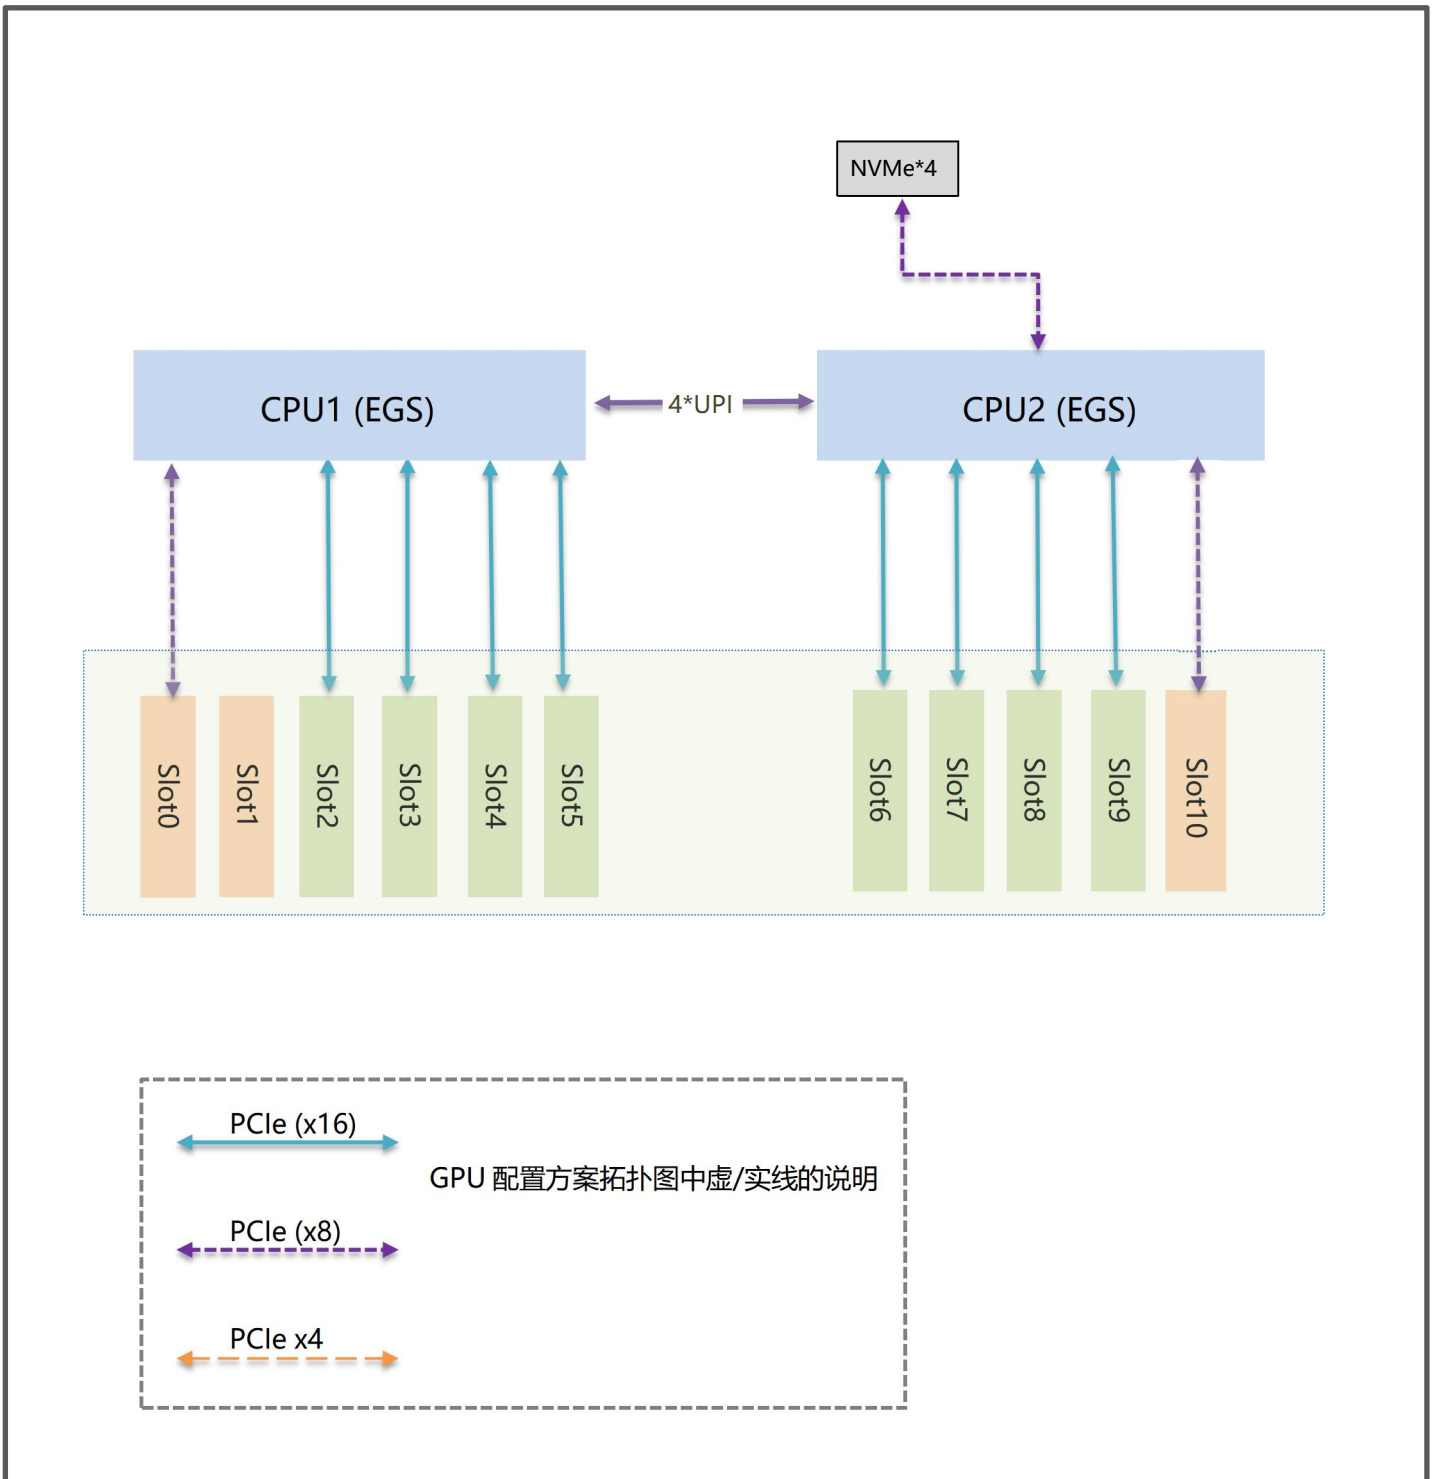 NVMe*4
CPU1 (EGS)
4*UPI
CPU2 (EGS)
Slot0
Slot1
Slot2
Slot3
Slot4
Slot5
Slot6
Slot7
Slot8
Slot9
Slot10
PCIe (x16)
GPU 配置方案拓扑图中虚/实线的说明
PCIe (x8)
PCIe x4